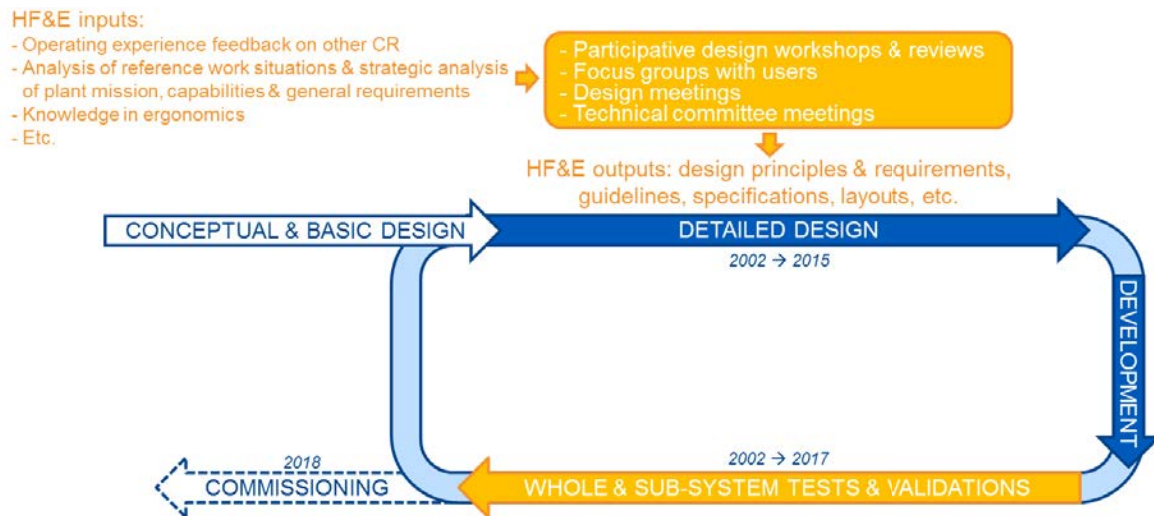 HF&E inputs:
- Operating experience feedback on other CR
- Analysis of reference work situations & strategic analysis
of plant mission, capabilities & general requirements
- Knowledge in ergonomics
- Etc.
- Participative design workshops & reviews
- Focus groups with users
- Design meetings
- Technical committee meetings
HF&E outputs: design principles & requirements,
guidelines, specifications, layouts, etc.
CONCEPTUAL & BASIC DESIGN
DETAILED DESIGN
2002 → 2015
DEVELOPMENT
2018
COMMISSIONING
2002 → 2017
WHOLE & SUB-SYSTEM TESTS & VALIDATIONS